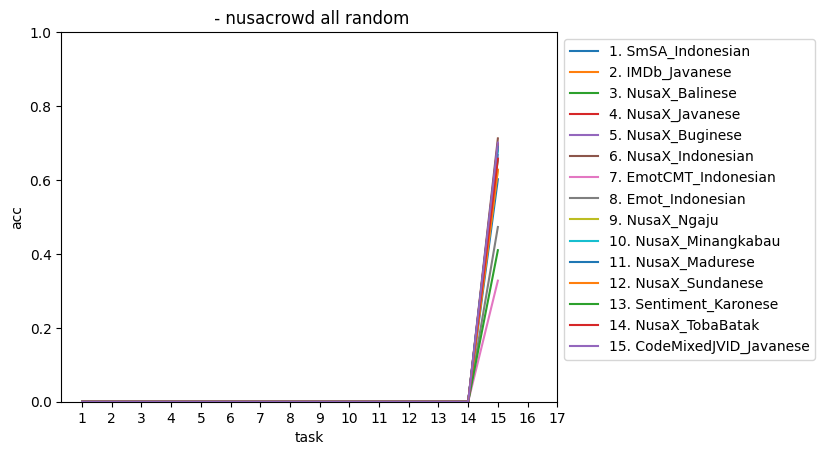 - nusacrowd all random
1.0
0.8
0.6
0.4
0.2
0.0
acc
1 2 3 4 5 6 7 8 9 10 11 12 13 14 15 16 17
task
1. SmSA_Indonesian
2. IMDb_Javanese
3. NusaX_Balinese
4. NusaX_Javanese
5. NusaX_Buginese
6. NusaX_Indonesian
7. EmotCMT_Indonesian
8. Emot_Indonesian
9. NusaX_Ngaju
10. NusaX_Minangkabau
11. NusaX_Madurese
12. NusaX_Sundanese
13. Sentiment_Karonese
14. NusaX_TobaBatak
15. CodeMixedJVID_Javanese